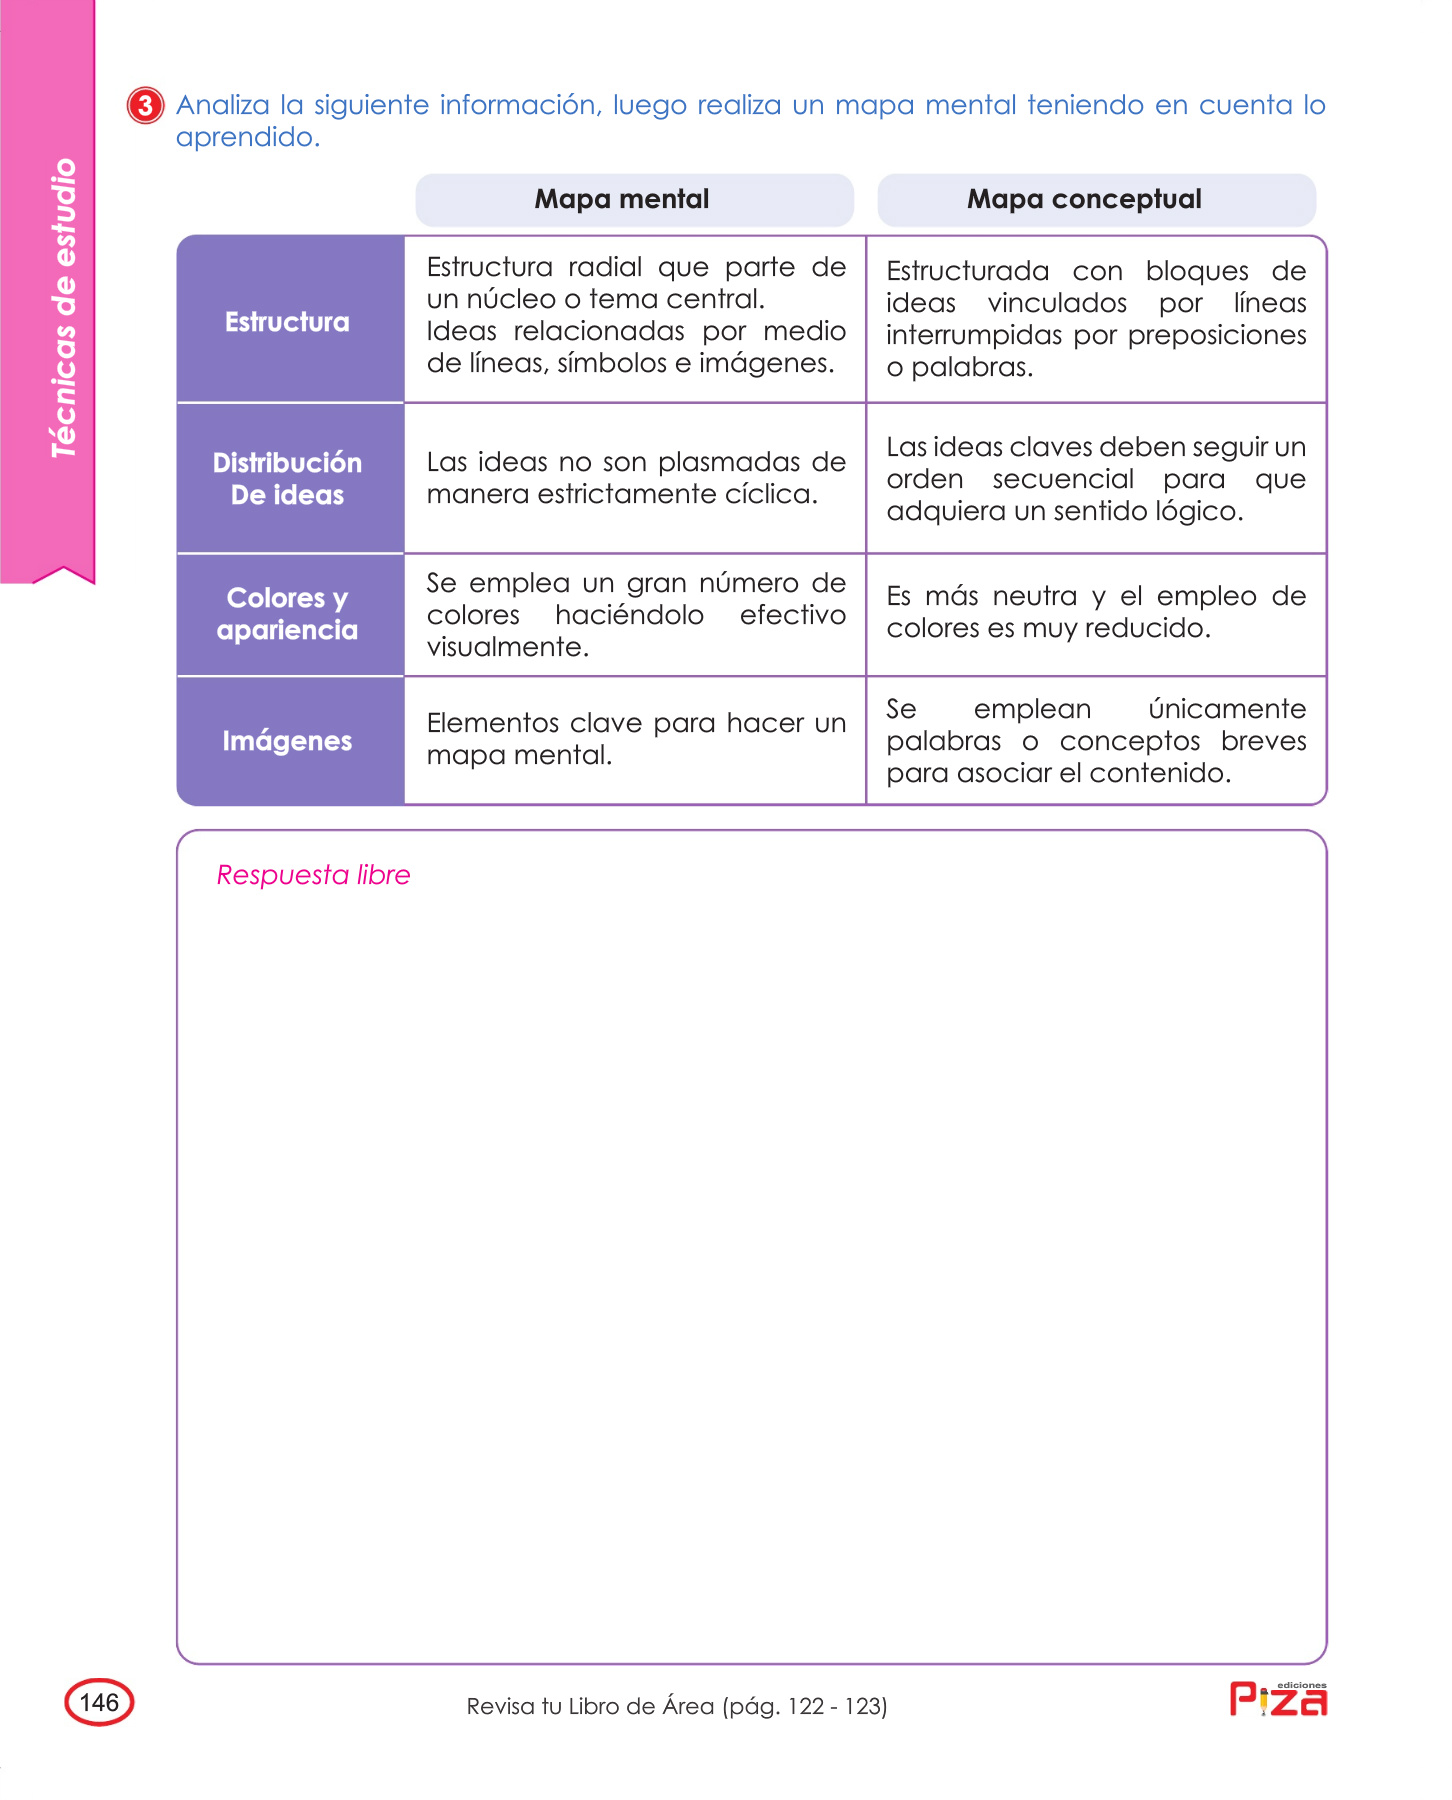 Técnicas de estudio
3 Analiza la siguiente información, luego realiza un mapa mental teniendo en cuenta lo
aprendido.
Mapa mental
Mapa conceptual
Estructura
Estructura radial que parte de
un núcleo o tema central.
Ideas relacionadas por medio
de líneas, símbolos e imágenes.
Estructurada con bloques de
ideas vinculados por líneas
interrumpidas por preposiciones
o palabras.
Distribución
De ideas
Las ideas no son plasmadas de
manera estrictamente cíclica.
Las ideas claves deben seguir un
orden secuencial para que
adquiera un sentido lógico.
Colores y
apariencia
Se emplea un gran número de
colores haciéndolo efectivo
visualmente.
Es más neutra y el empleo de
colores es muy reducido.
Imágenes
Elementos clave para hacer un
mapa mental.
Se emplean únicamente
palabras o conceptos breves
para asociar el contenido.
Respuesta libre
146
Revisa tu Libro de Área (pág. 122 - 123)
ediciones
Piza